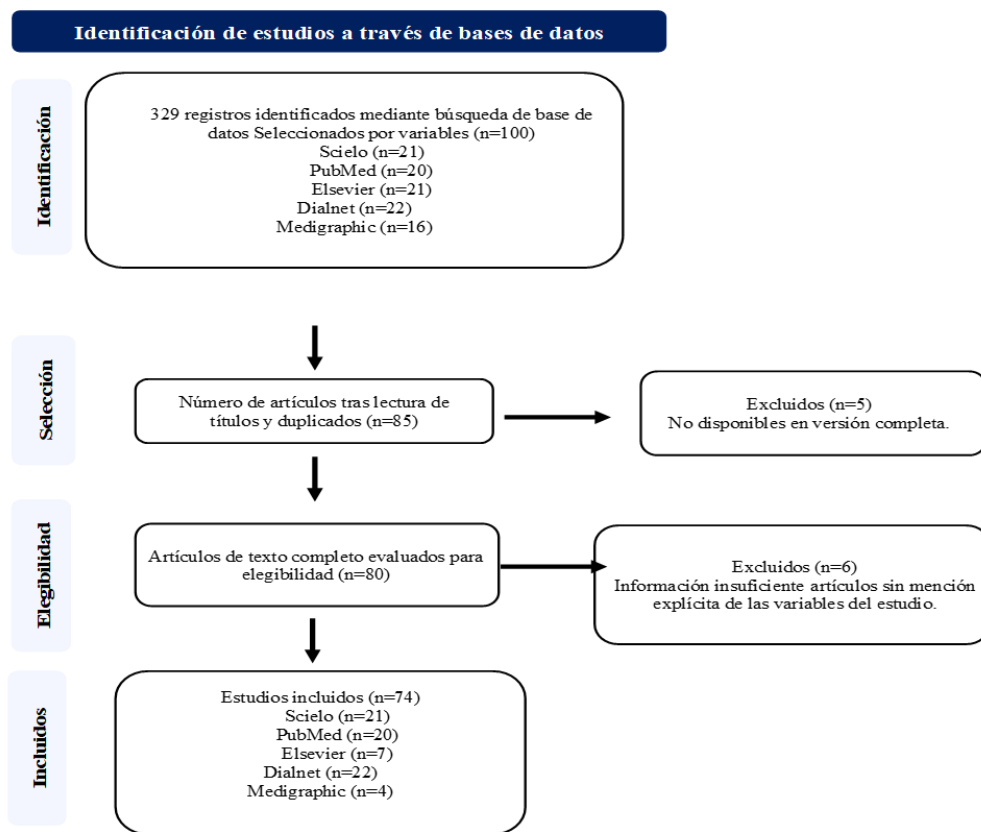 Identificación de estudios a través de bases de datos
Identificación
329 registros identificados mediante búsqueda de base de
datos Seleccionados por variables (n=100)
Scielo (n=21)
PubMed (n=20)
Elsevier (n=21)
Dialnet (n=22)
Medigraphic (n=16)
Selección
Número de artículos tras lectura de
títulos y duplicados (n=85)
Excluidos (n=5)
No disponibles en versión completa.
Elegibilidad
Artículos de texto completo evaluados para
elegibilidad (n=80)
Excluidos (n=6)
Información insuficiente artículos sin mención
explícita de las variables del estudio.
Incluidos
Estudios incluidos (n=74)
Scielo (n=21)
PubMed (n=20)
Elsevier (n=7)
Dialnet (n=22)
Medigraphic (n=4)